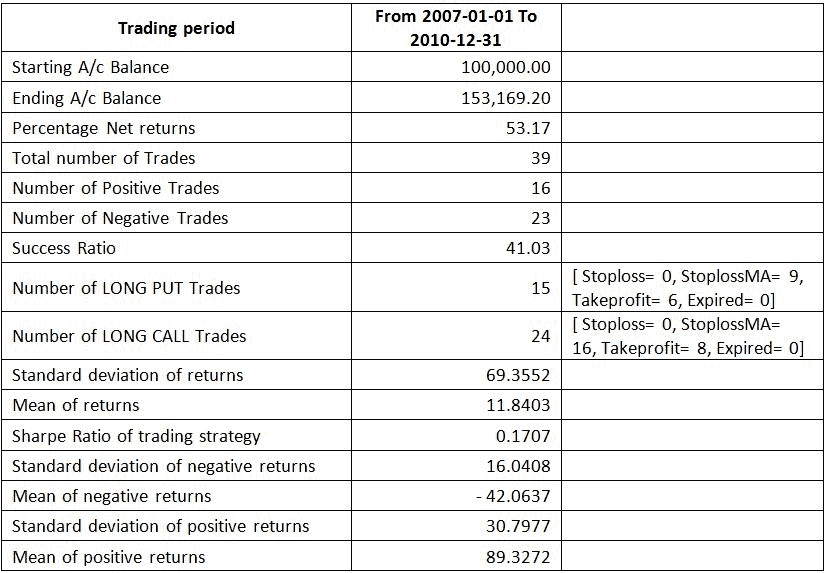 Trading period
From 2007-01-01 To
2010-12-31
Starting A/c Balance 100,000.00
Ending A/c Balance 153,169.20
Percentage Net returns 53.17
Total number of Trades 39
Number of Positive Trades 16
Number of Negative Trades 23
Success Ratio 41.03
Number of LONG PUT Trades 15 [ Stoploss= 0, StoplossMA= 9,
Takeprofit= 6, Expired= 0]
Number of LONG CALL Trades 24 [ Stoploss= 0, StoplossMA=
16, Takeprofit= 8, Expired= 0]
Standard deviation of returns 69.3552
Mean of returns 11.8403
Sharpe Ratio of trading strategy 0.1707
Standard deviation of negative returns 16.0408
Mean of negative returns - 42.0637
Standard deviation of positive returns 30.7977
Mean of positive returns 89.3272